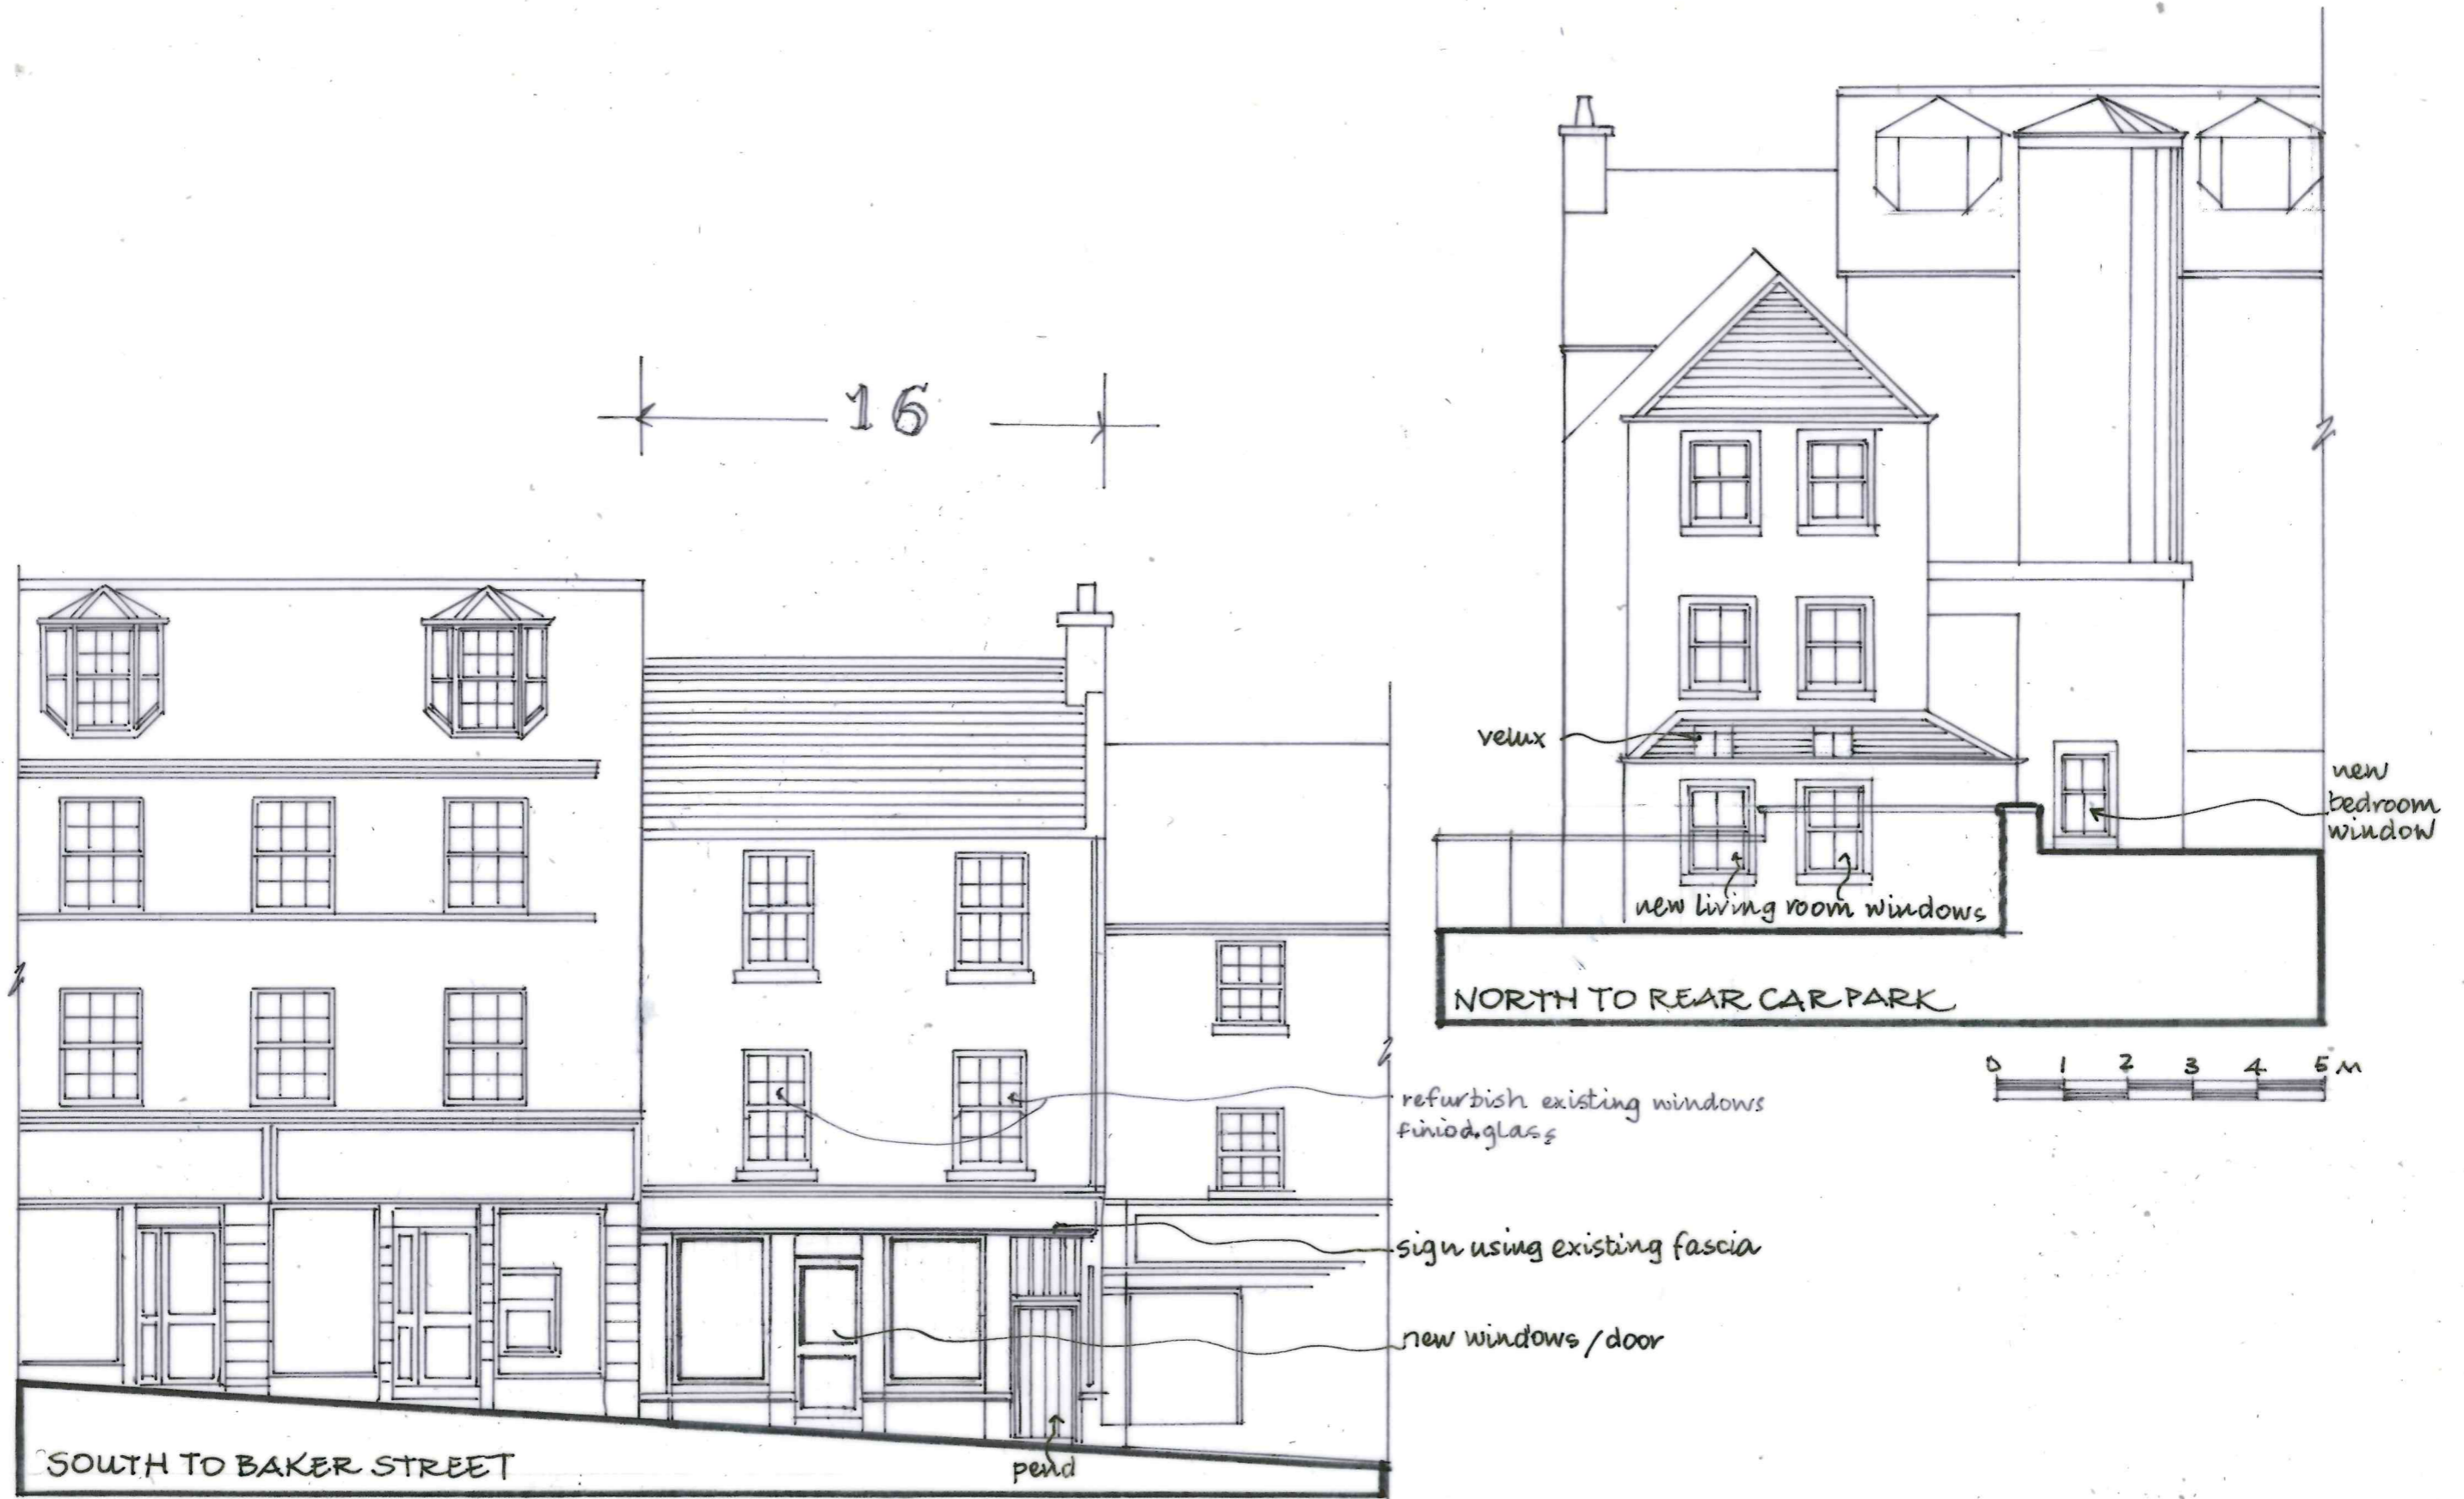 16
velux
new
bedroom
window
new living room windows
NORTH TO REAR CAR PARK
0 1 2 3 4 5 M
refurbish existing windows
glass
sign using existing fascia
new windows/door
pend
SOUTH TO BAKER STREET